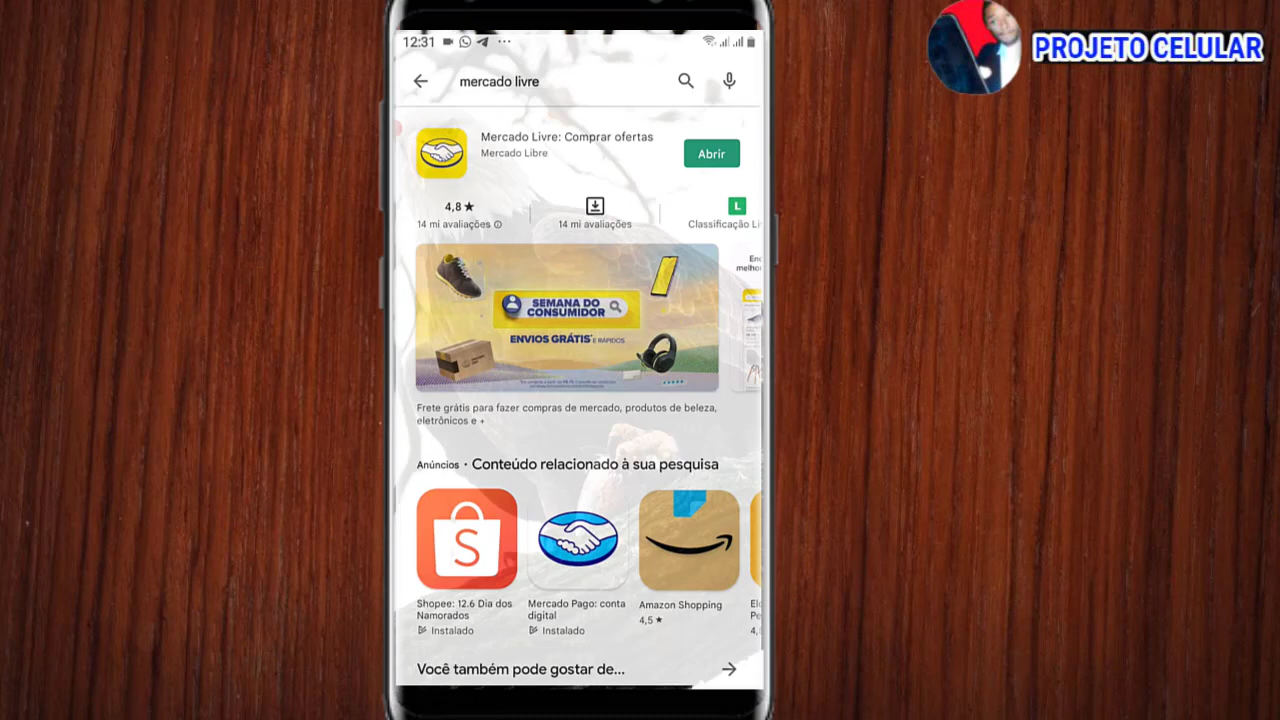 PROJETO CELULAR
12:31
mercado livre
Mercado Livre: Comprar ofertas
Mercado Libre
Abrir
4,8★
14 mi avaliações
14 mi avaliações
L
Classificação Li
SEMANA DO
CONSUMIDOR
ENVIOS GRÁTIS* E RÁPIDOS
Frete grátis para fazer compras de mercado, produtos de beleza,
eletrônicos e +
Anúncios • Conteúdo relacionado à sua pesquisa
S
Shopee: 12.6 Dia dos
Namorados
Instalado
Mercado Pago: conta
digital
Instalado
Amazon Shopping
4,5 ★
Você também pode gostar de...